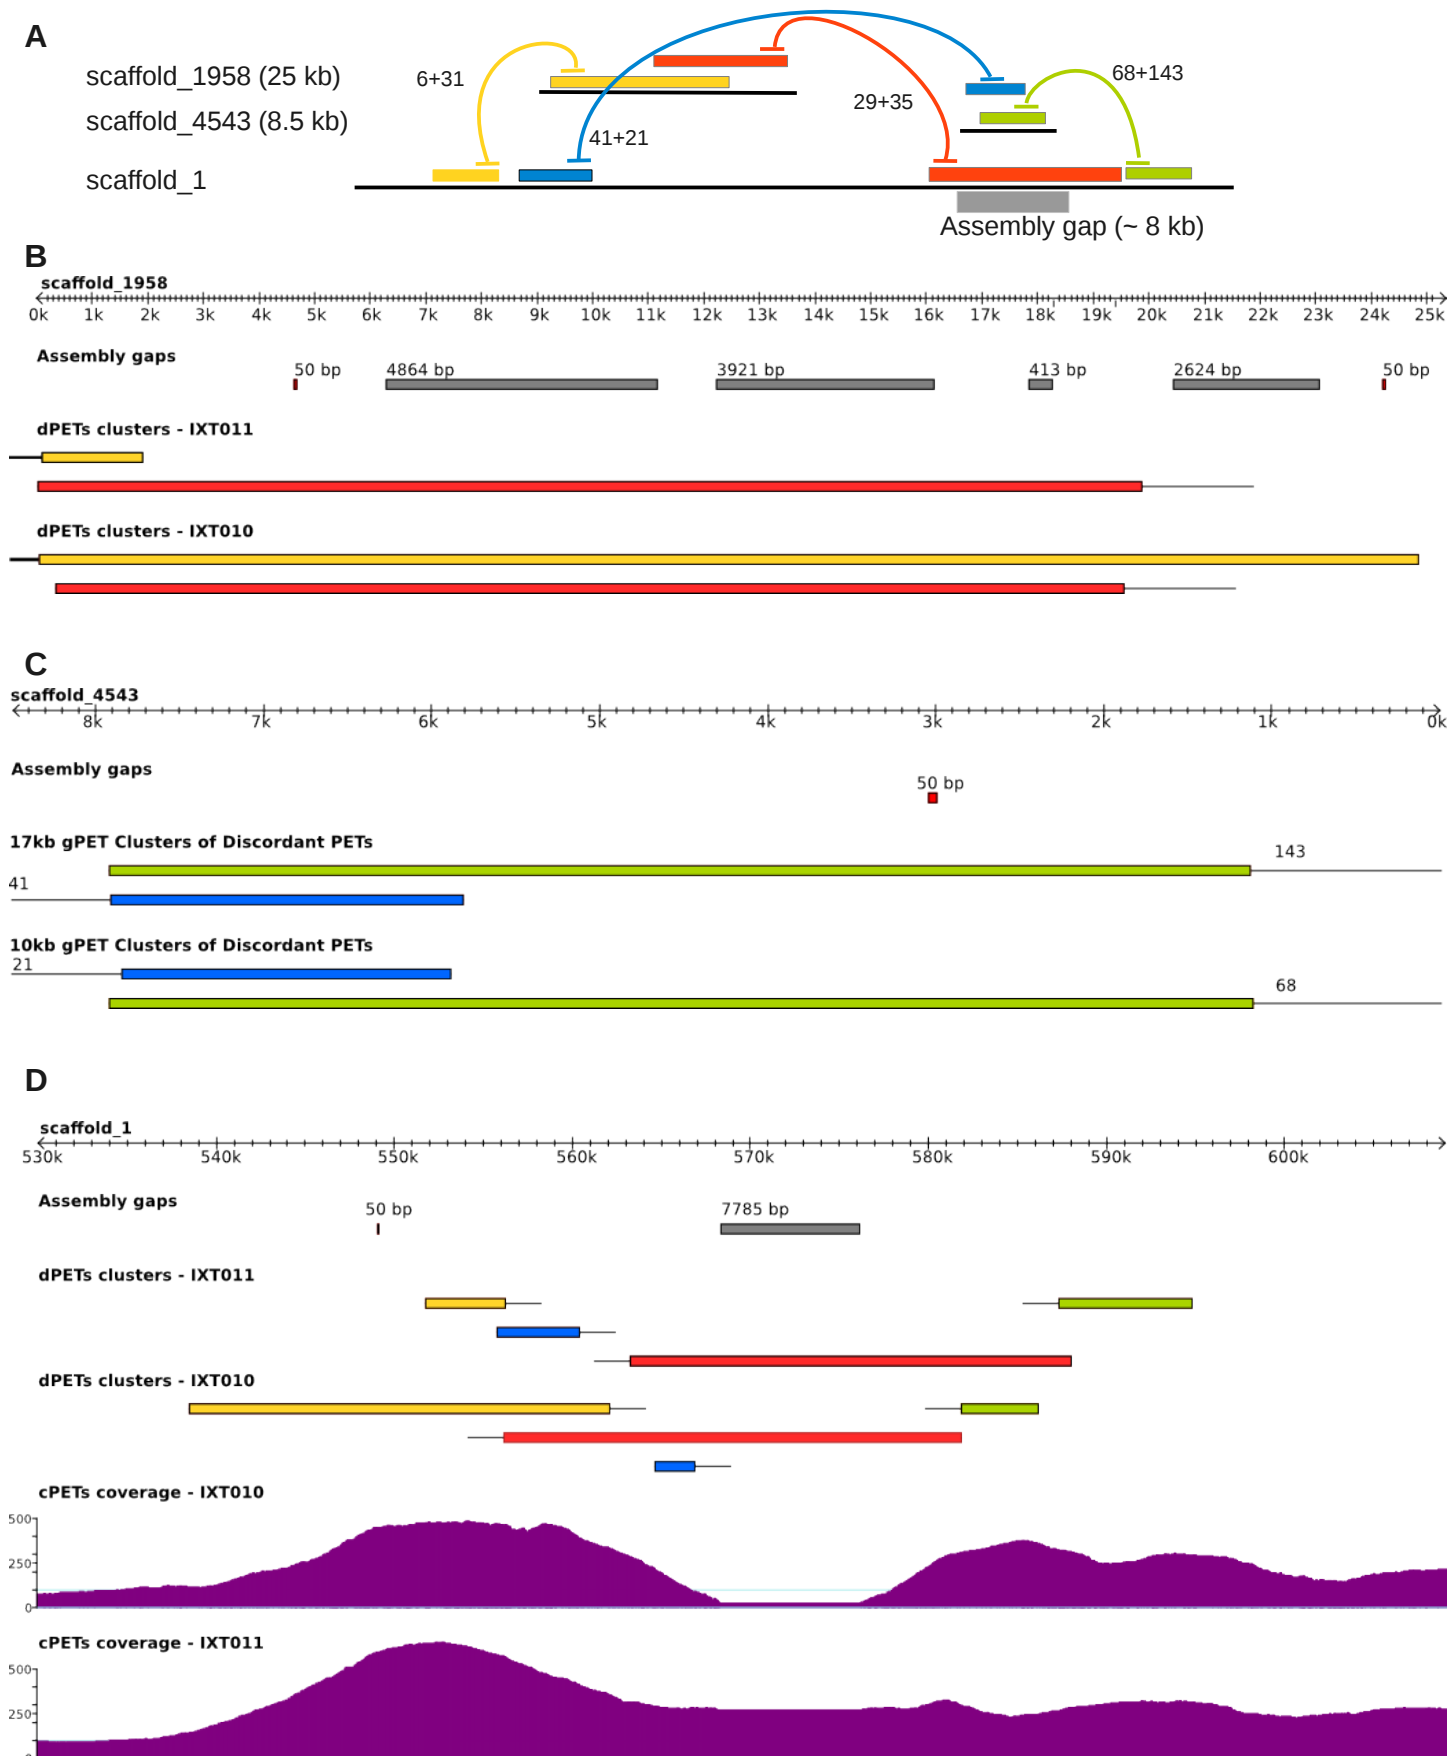 A
scaffold_1958 (25 kb)
6+31
68+143
29+35
scaffold_4543 (8.5 kb)
41+21
scaffold_1
Assembly gap (~ 8 kb)
B
scaffold_1958
0k 1k 2k 3k 4k 5k 6k 7k 8k 9k 10k 11k 12k 13k 14k 15k 16k 17k 18k 19k 20k 21k 22k 23k 24k 25k
Assembly gaps
50 bp 4864 bp 3921 bp 413 bp 2624 bp 50 bp
dPETs clusters - IXT011
dPETs clusters - IXT010
C
scaffold_4543
8k 7k 6k 5k 4k 3k 2k 1k 0k
Assembly gaps
50 bp
17kb gPET Clusters of Discordant PETs
143
41
10kb gPET Clusters of Discordant PETs
21
68
D
scaffold_1
530k 540k 550k 560k 570k 580k 590k 600k
Assembly gaps
50 bp 7785 bp
dPETs clusters - IXT011
dPETs clusters - IXT010
cPETs coverage - IXT010
500
250
0
cPETs coverage - IXT011
500
250